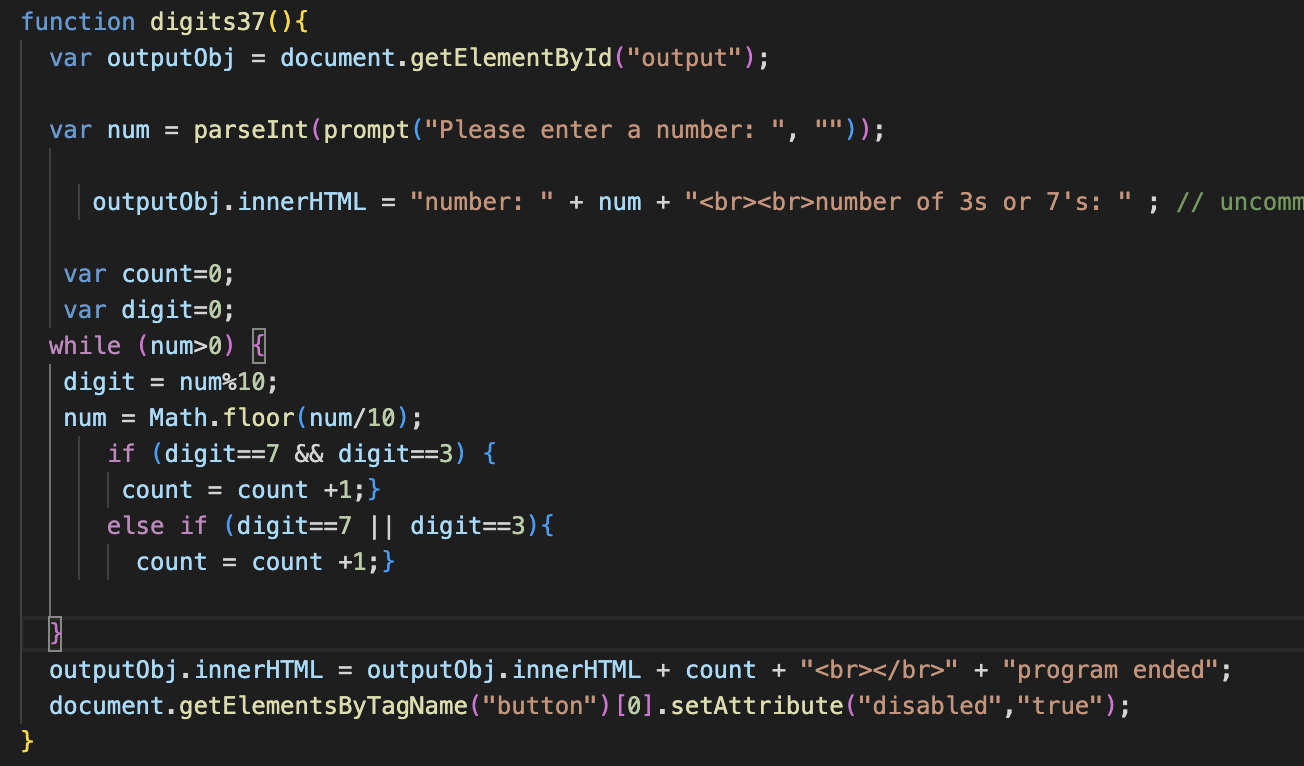 function digits37(){
var outputObj = document.getElementById("output");
var num = parseInt(prompt("Please enter a number: ", ""));
outputObj.innerHTML = "number: " + num + "<br><br>number of 3s or 7's: " ; // uncomm
var count=0;
var digit=0;
while (num>0) {
digit = num%10;
num = Math.floor(num/10);
if (digit==7 && digit==3) {
count = count +1;}
else if (digit==7 || digit==3){
count = count +1;}
}
outputObj.innerHTML = outputObj.innerHTML + count + "<br></br>" + "program ended";
document.getElementsByTagName("button")[0].setAttribute("disabled","true");
}